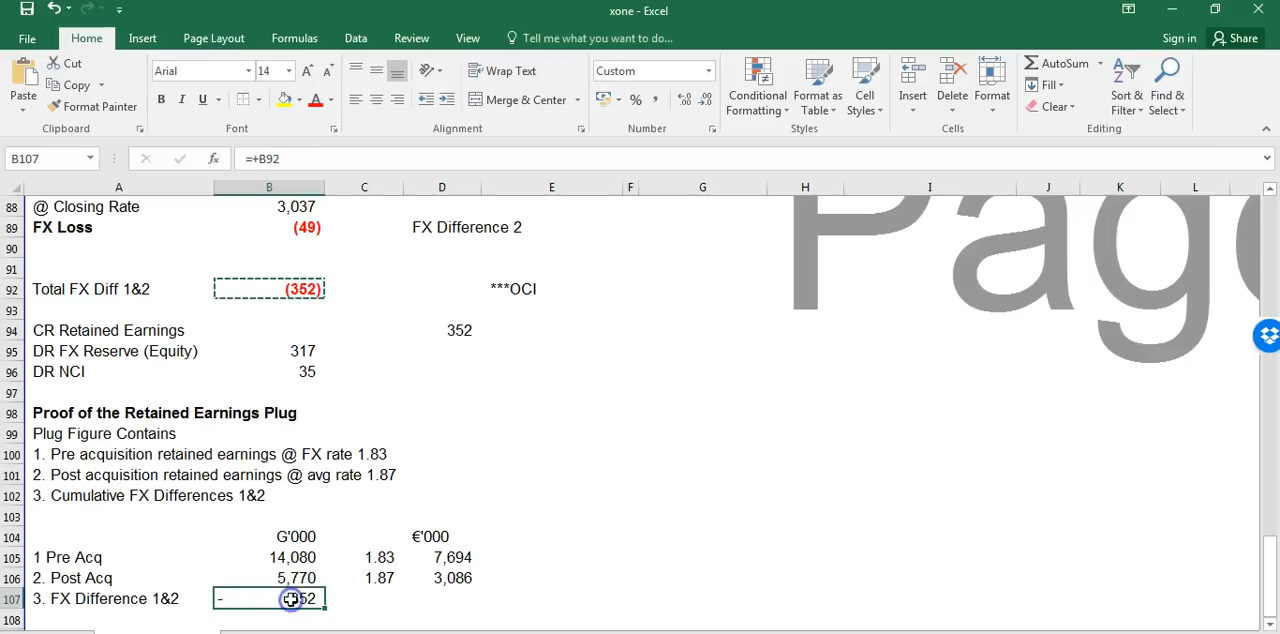 xone - Excel
File Home Insert Page Layout Formulas Data Review View Tell me what you want to do... Sign in Share
Paste Cut Arial 14 Wrap Text Custom Conditional Formatting Format as Table Cell Styles Insert Delete Format AutoSum Sort & Filter Find & Select
Copy Fill
Format Painter B I U Merge & Center % , Clear
Clipboard Font Alignment Number Styles Cells Editing
B107 fx =+B92
A B C D E F G H I J K L
88 @ Closing Rate 3,037
89 FX Loss (49) FX Difference 2
90
91
92 Total FX Diff 1&2 (352) ***OCI
93
94 CR Retained Earnings 352
95 DR FX Reserve (Equity) 317
96 DR NCI 35
97
98 Proof of the Retained Earnings Plug
99 Plug Figure Contains
100 1. Pre acquisition retained earnings @ FX rate 1.83
101 2. Post acquisition retained earnings @ avg rate 1.87
102 3. Cumulative FX Differences 1&2
103
104 G'000 €'000
105 1 Pre Acq 14,080 1.83 7,694
106 2. Post Acq 5,770 1.87 3,086
107 3. FX Difference 1&2 -
108
Page